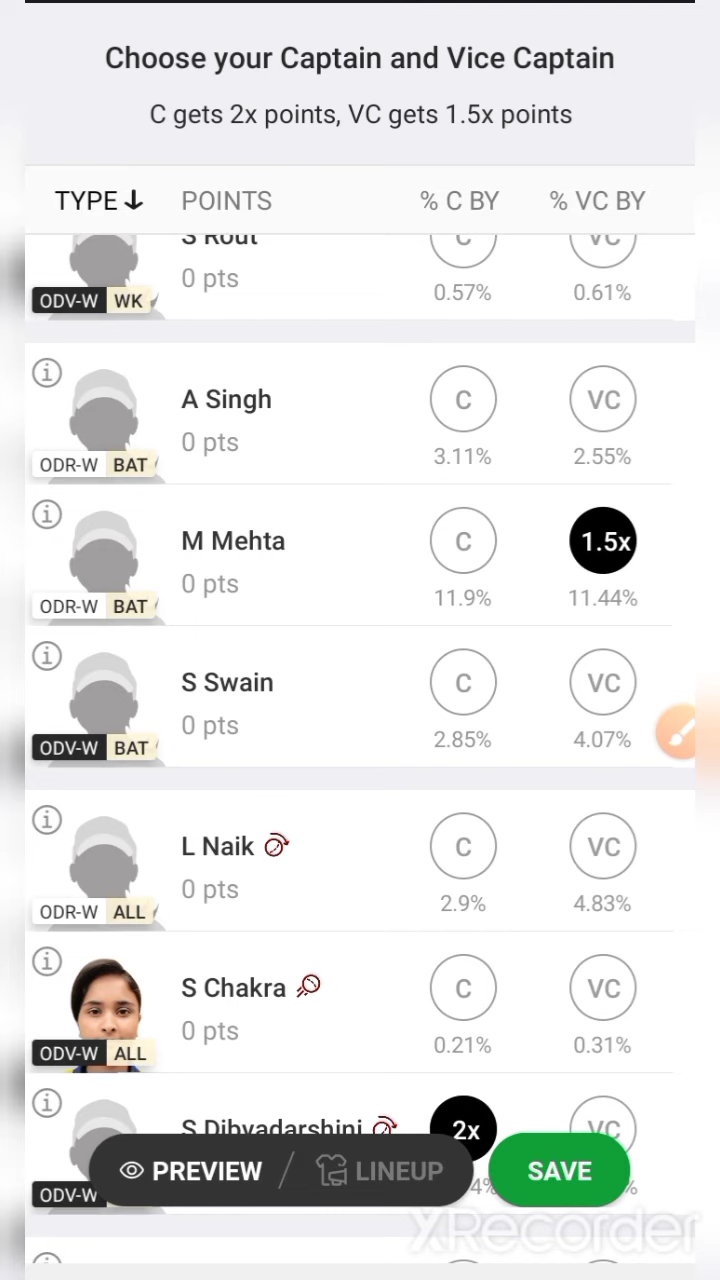 Choose your Captain and Vice Captain
C gets 2x points, VC gets 1.5x points
TYPE POINTS % C BY % VC BY
S Rout C VC
0 pts 0.57% 0.61%
ODV-W WK
A Singh C VC
0 pts 3.11% 2.55%
ODR-W BAT
M Mehta C 1.5x
0 pts 11.9% 11.44%
ODR-W BAT
S Swain C VC
0 pts 2.85% 4.07%
ODV-W BAT
L Naik C VC
0 pts 2.9% 4.83%
ODR-W ALL
S Chakra C VC
0 pts 0.21% 0.31%
ODV-W ALL
S Dibyadarshini 2x VC
PREVIEW / LINEUP SAVE
ODV-W 4% %
XRecorder